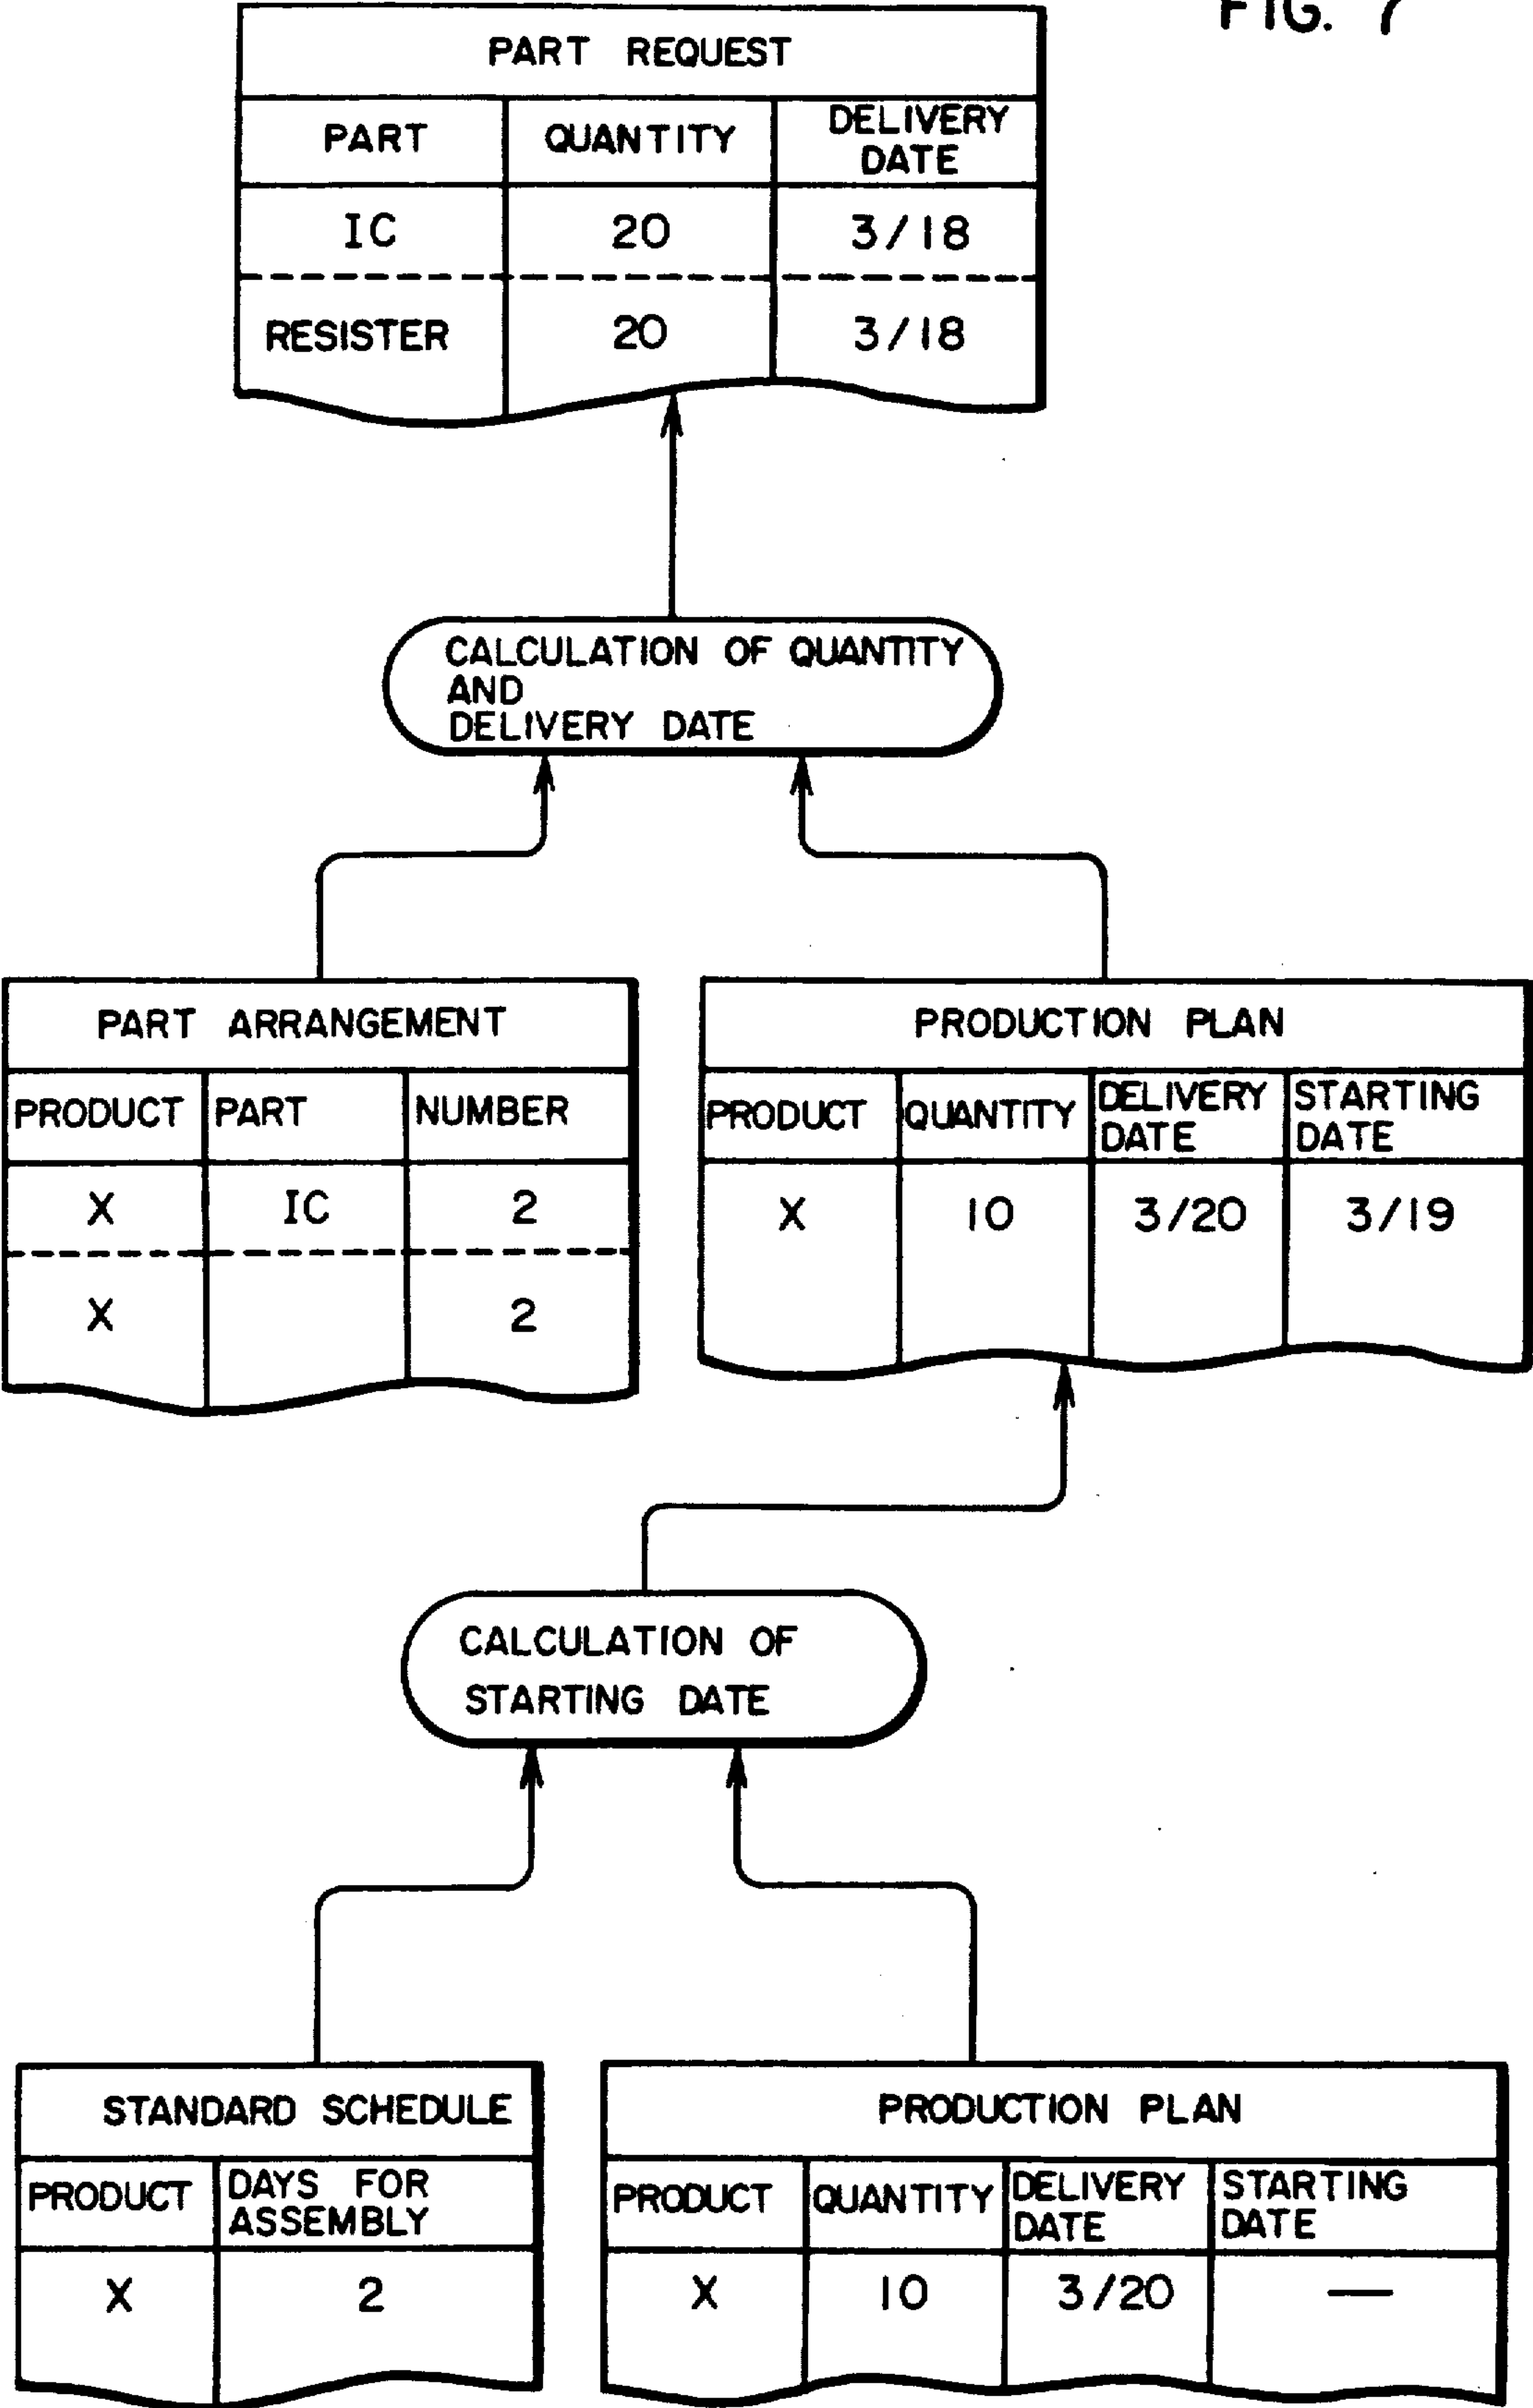 FIG. 7
PART REQUEST
PART QUANTITY DELIVERY DATE
IC 20 3/18
RESISTER 20 3/18
CALCULATION OF QUANTITY
AND
DELIVERY DATE
PART ARRANGEMENT
PRODUCT PART NUMBER
X IC 2
X 2
PRODUCTION PLAN
PRODUCT QUANTITY DELIVERY DATE STARTING DATE
X 10 3/20 3/19
CALCULATION OF
STARTING DATE
STANDARD SCHEDULE
PRODUCT DAYS FOR ASSEMBLY
X 2
PRODUCTION PLAN
PRODUCT QUANTITY DELIVERY DATE STARTING DATE
X 10 3/20 —